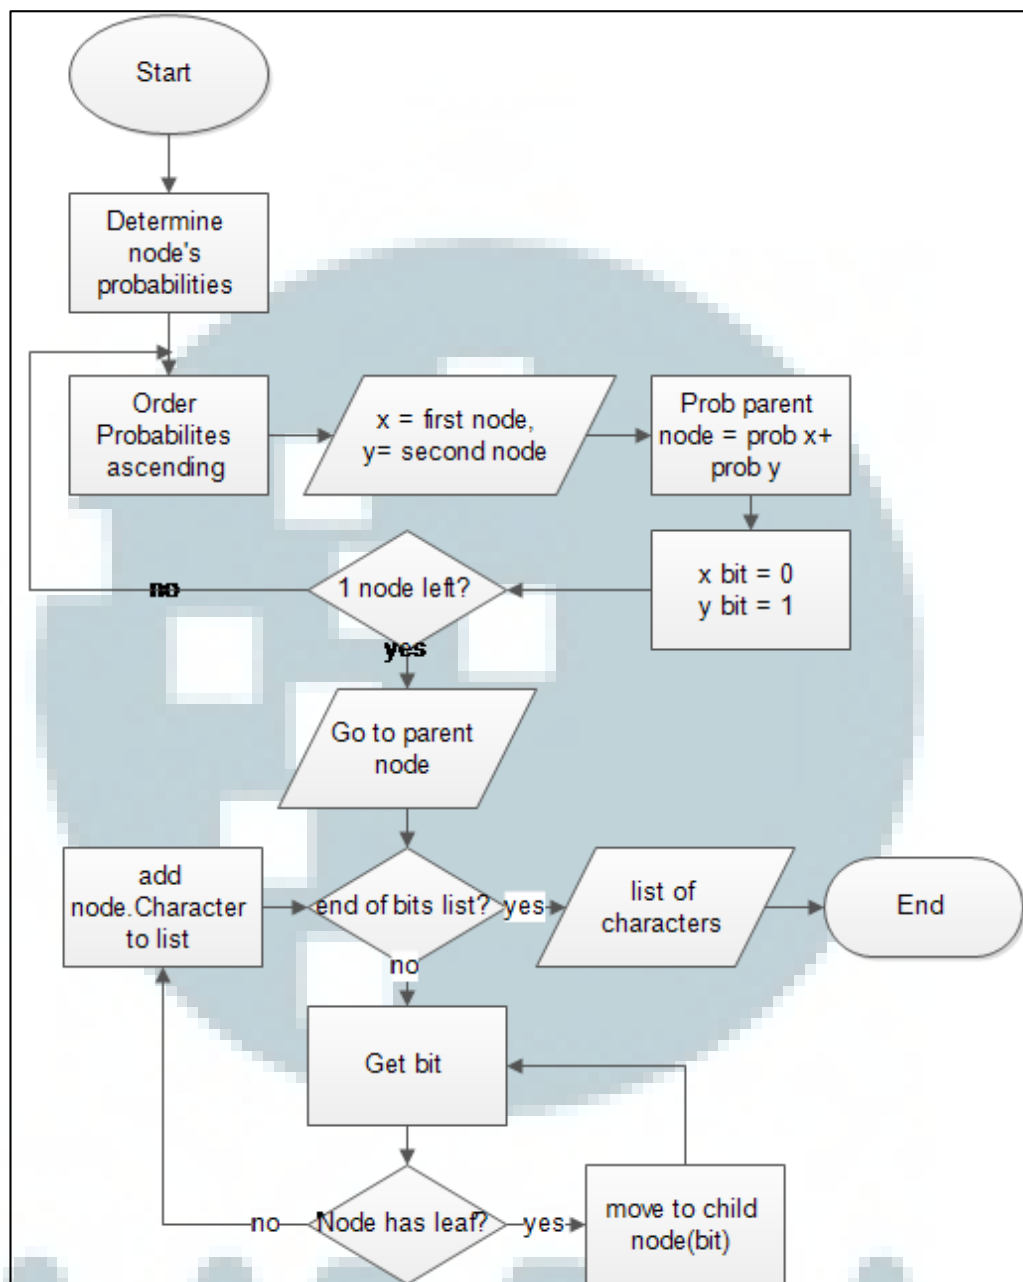 Start
Determine
node's
probabilities
Order
Probabilites
ascending
x = first node,
y= second node
Prob parent
node = prob x+
prob y
x bit = 0
y bit = 1
1 node left?
no
yes
Go to parent
node
add
node.Character
to list
end of bits list?
yes
list of
characters
End
no
Get bit
Node has leaf?
no
yes
move to child
node(bit)